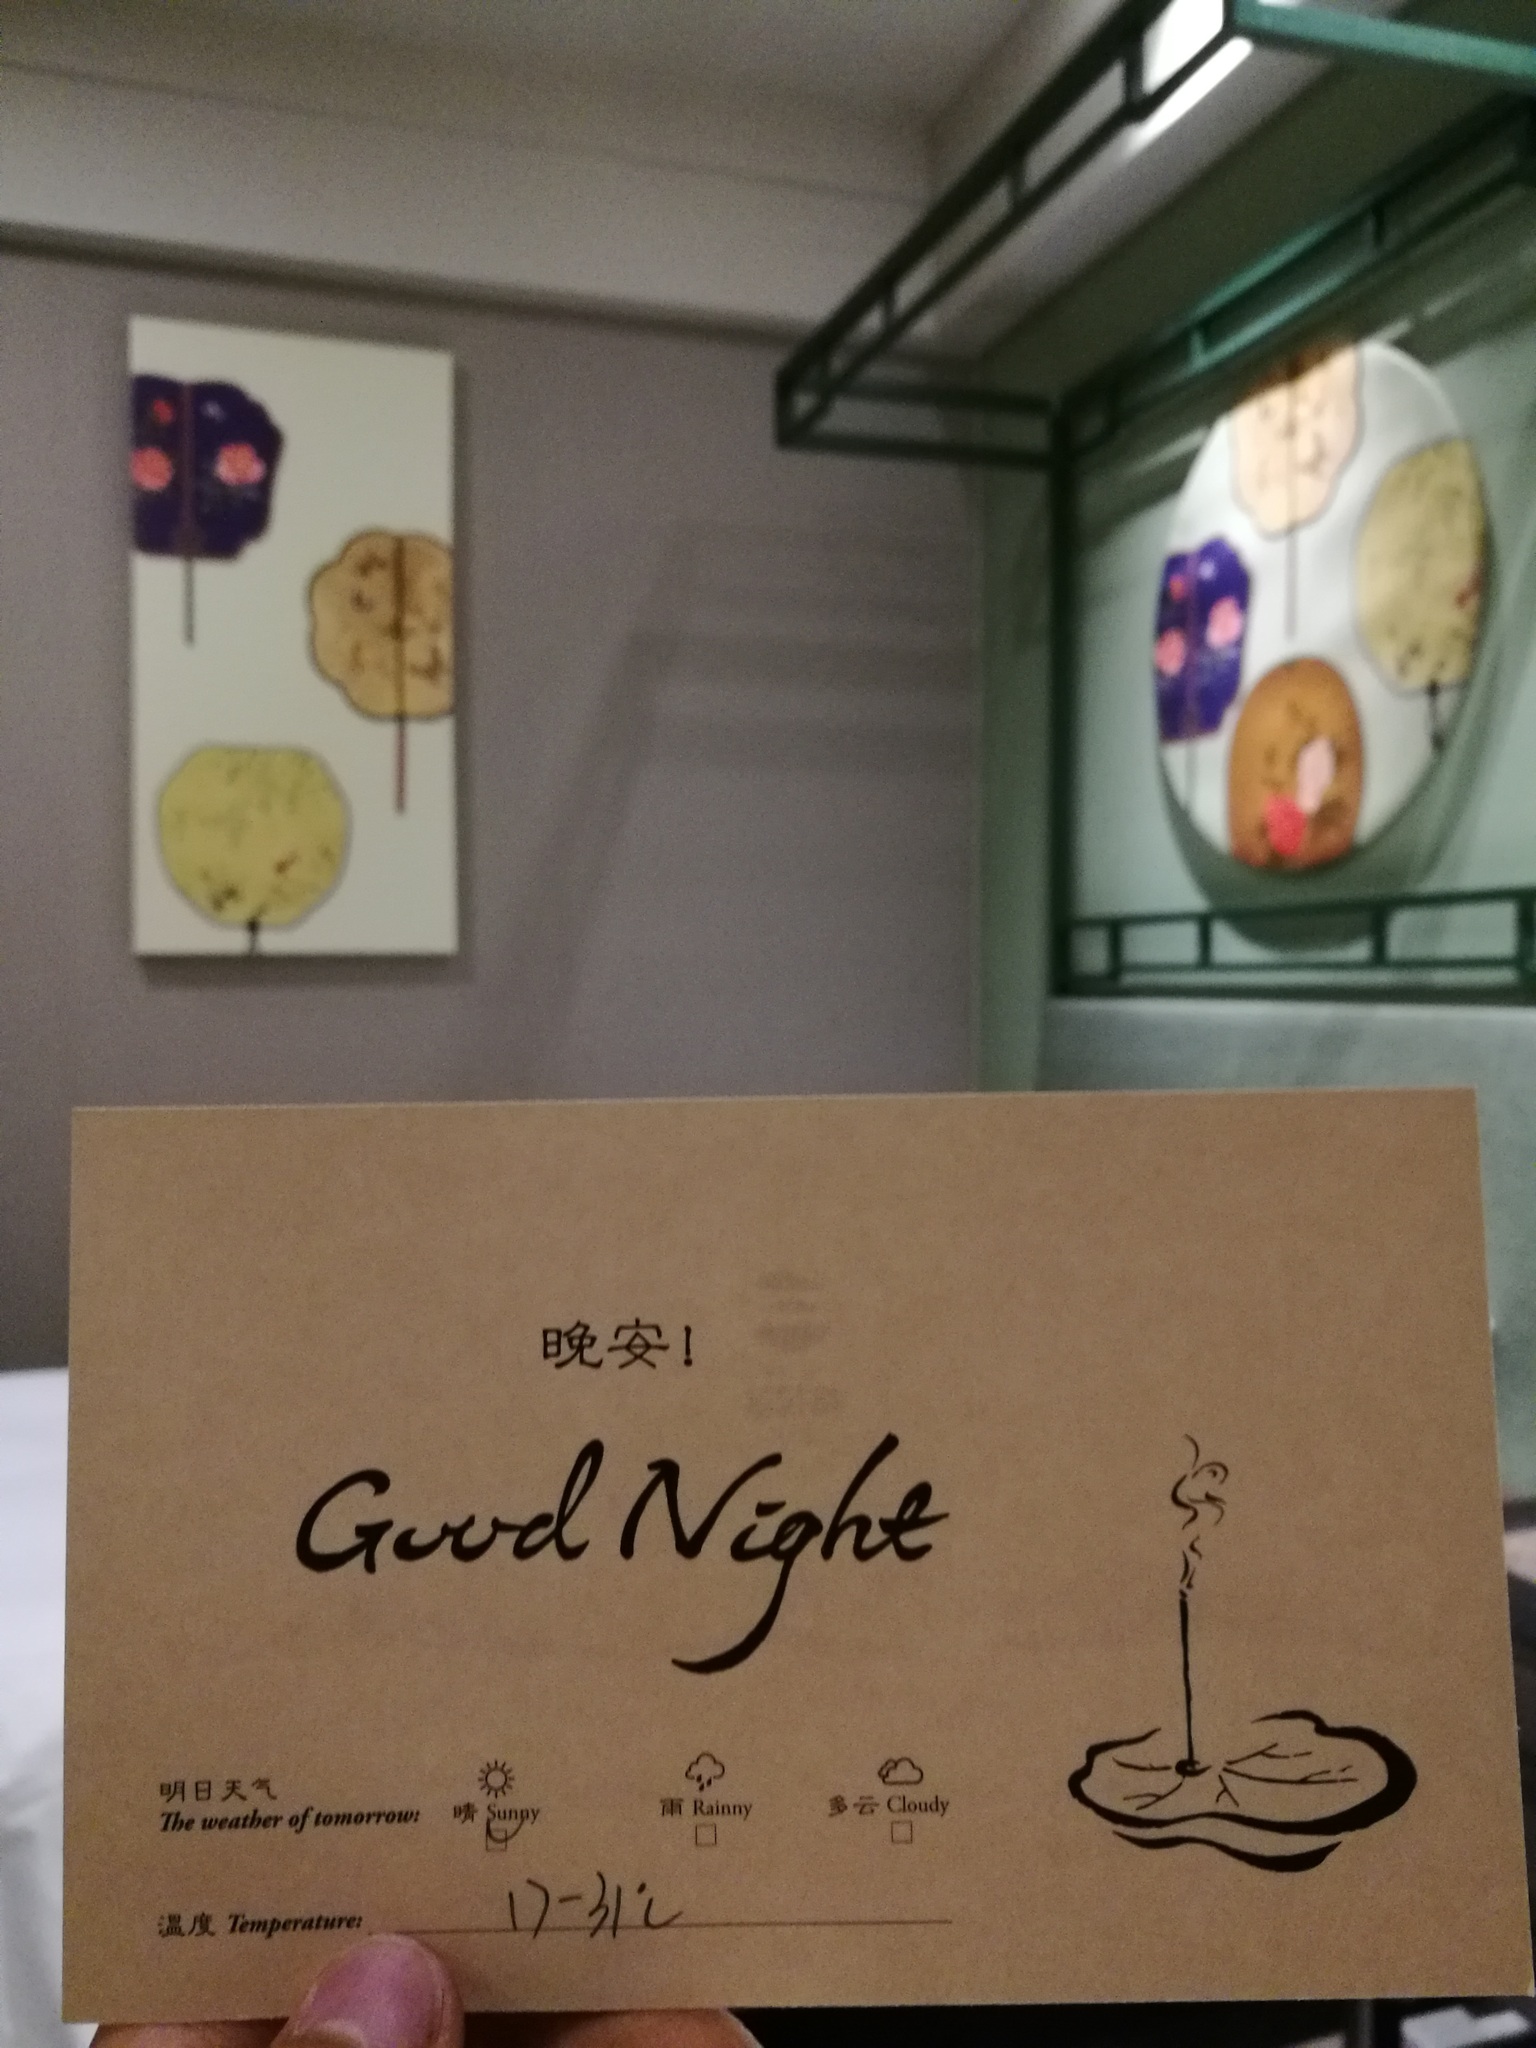 晚安!
Good Night
明日天气
The weather of tomorrow:
晴 Sunny
雨 Rainny
多云 Cloudy
温度 Temperature: 17-31℃